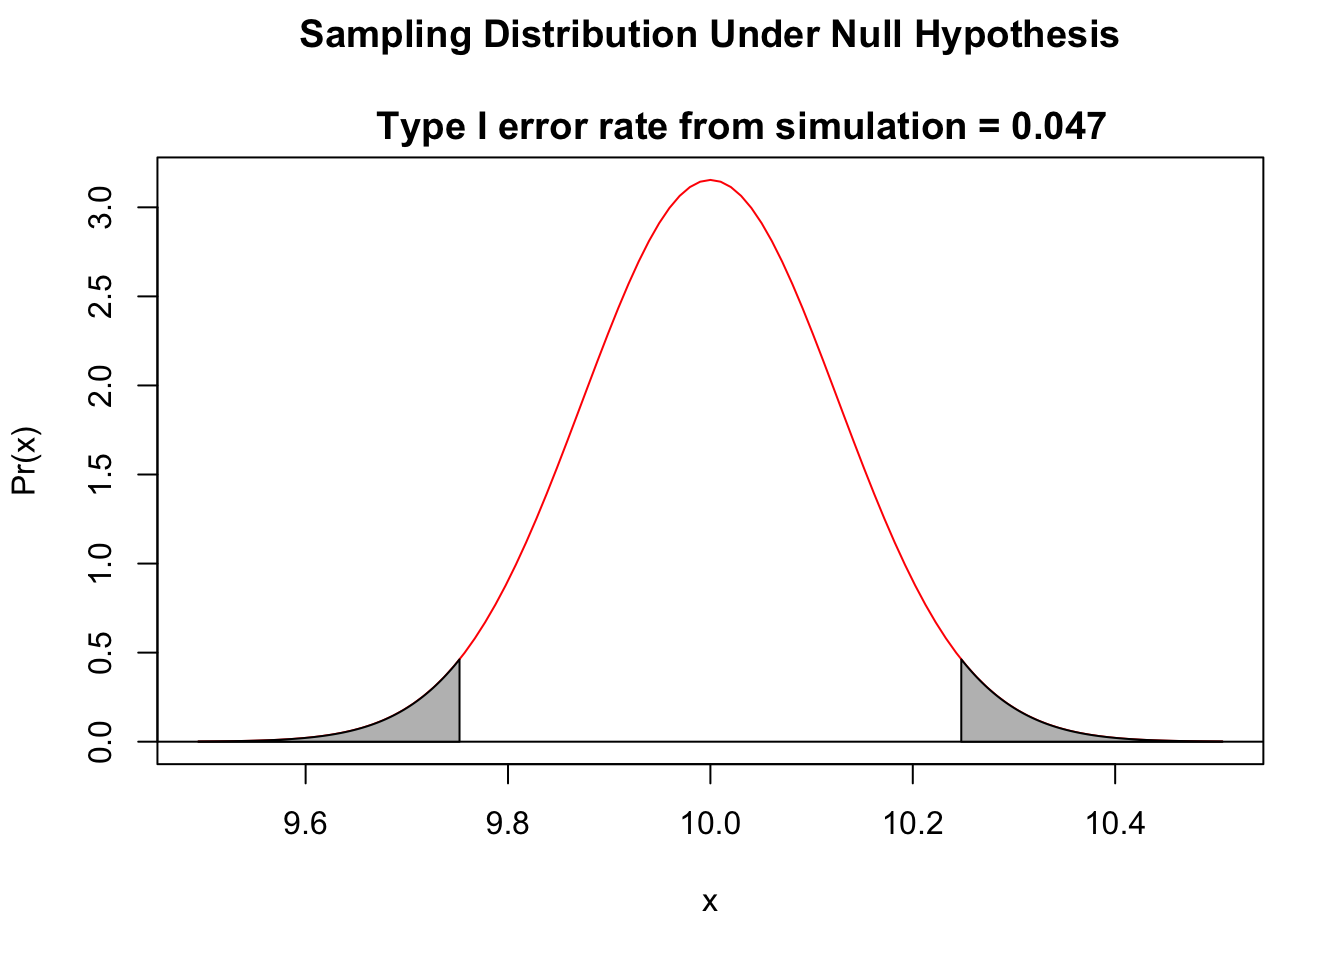 Sampling Distribution Under Null Hypothesis
Type I error rate from simulation = 0.047
Pr(x)
3.0
2.5
2.0
1.5
1.0
0.5
0.0
9.6 9.8 10.0 10.2 10.4
x